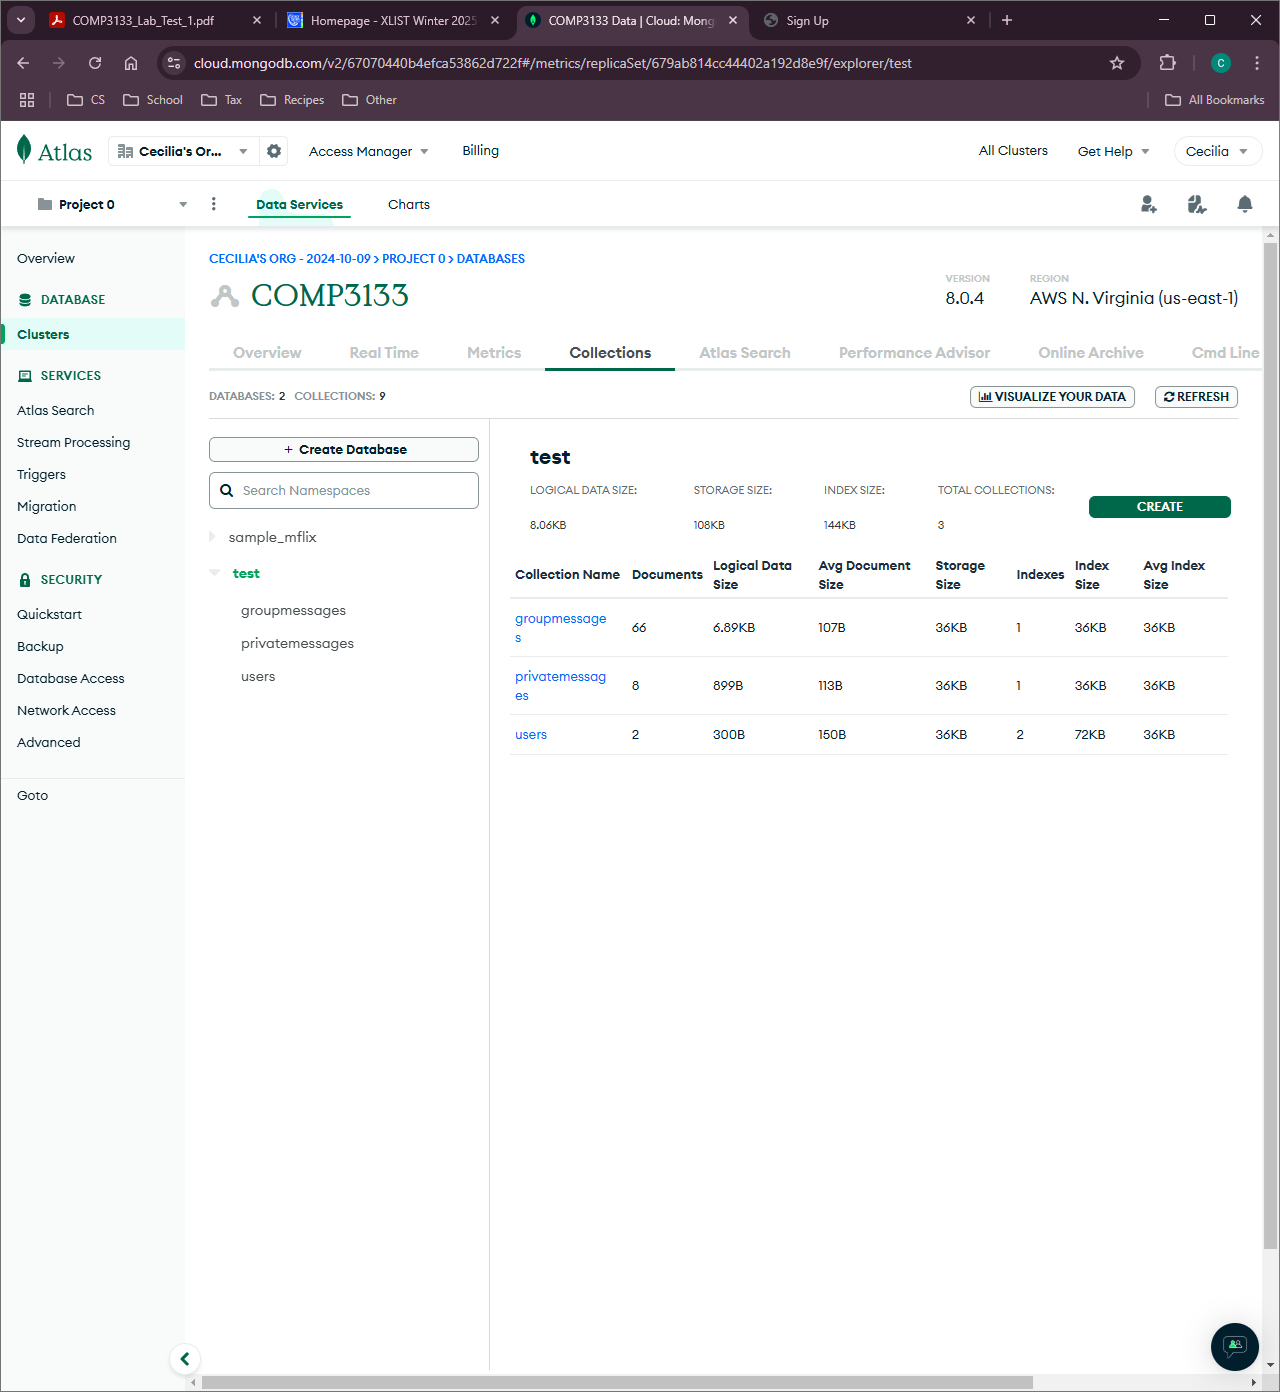 COMP3133_Lab_Test_1.pdf
Homepage - XLIST Winter 2025
COMP3133 Data | Cloud: Mong
Sign Up
cloud.mongodb.com/v2/67070440b4efca53862d722f#/metrics/replicaSet/679ab814cc44402a192d8e9f/explorer/test
C
CS
School
Tax
Recipes
Other
All Bookmarks
Atlas
Cecilia's Or...
Access Manager
Billing
All Clusters
Get Help
Cecilia
Project 0
Data Services
Charts
Overview
DATABASE
Clusters
SERVICES
Atlas Search
Stream Processing
Triggers
Migration
Data Federation
SECURITY
Quickstart
Backup
Database Access
Network Access
Advanced
Goto
CECILIA'S ORG - 2024-10-09 > PROJECT 0 > DATABASES
COMP3133
VERSION
8.0.4
REGION
AWS N. Virginia (us-east-1)
Overview
Real Time
Metrics
Collections
Atlas Search
Performance Advisor
Online Archive
Cmd Line
DATABASES: 2 COLLECTIONS: 9
VISUALIZE YOUR DATA
REFRESH
+ Create Database
Search Namespaces
sample_mflix
test
groupmessages
privatemessages
users
test
LOGICAL DATA SIZE: STORAGE SIZE: INDEX SIZE: TOTAL COLLECTIONS:
8.06KB 108KB 144KB 3
CREATE
Collection Name Documents Logical Data Size Avg Document Size Storage Size Indexes Index Size Avg Index Size
groupmessages 66 6.89KB 107B 36KB 1 36KB 36KB
privatemessages 8 899B 113B 36KB 1 36KB 36KB
users 2 300B 150B 36KB 2 72KB 36KB